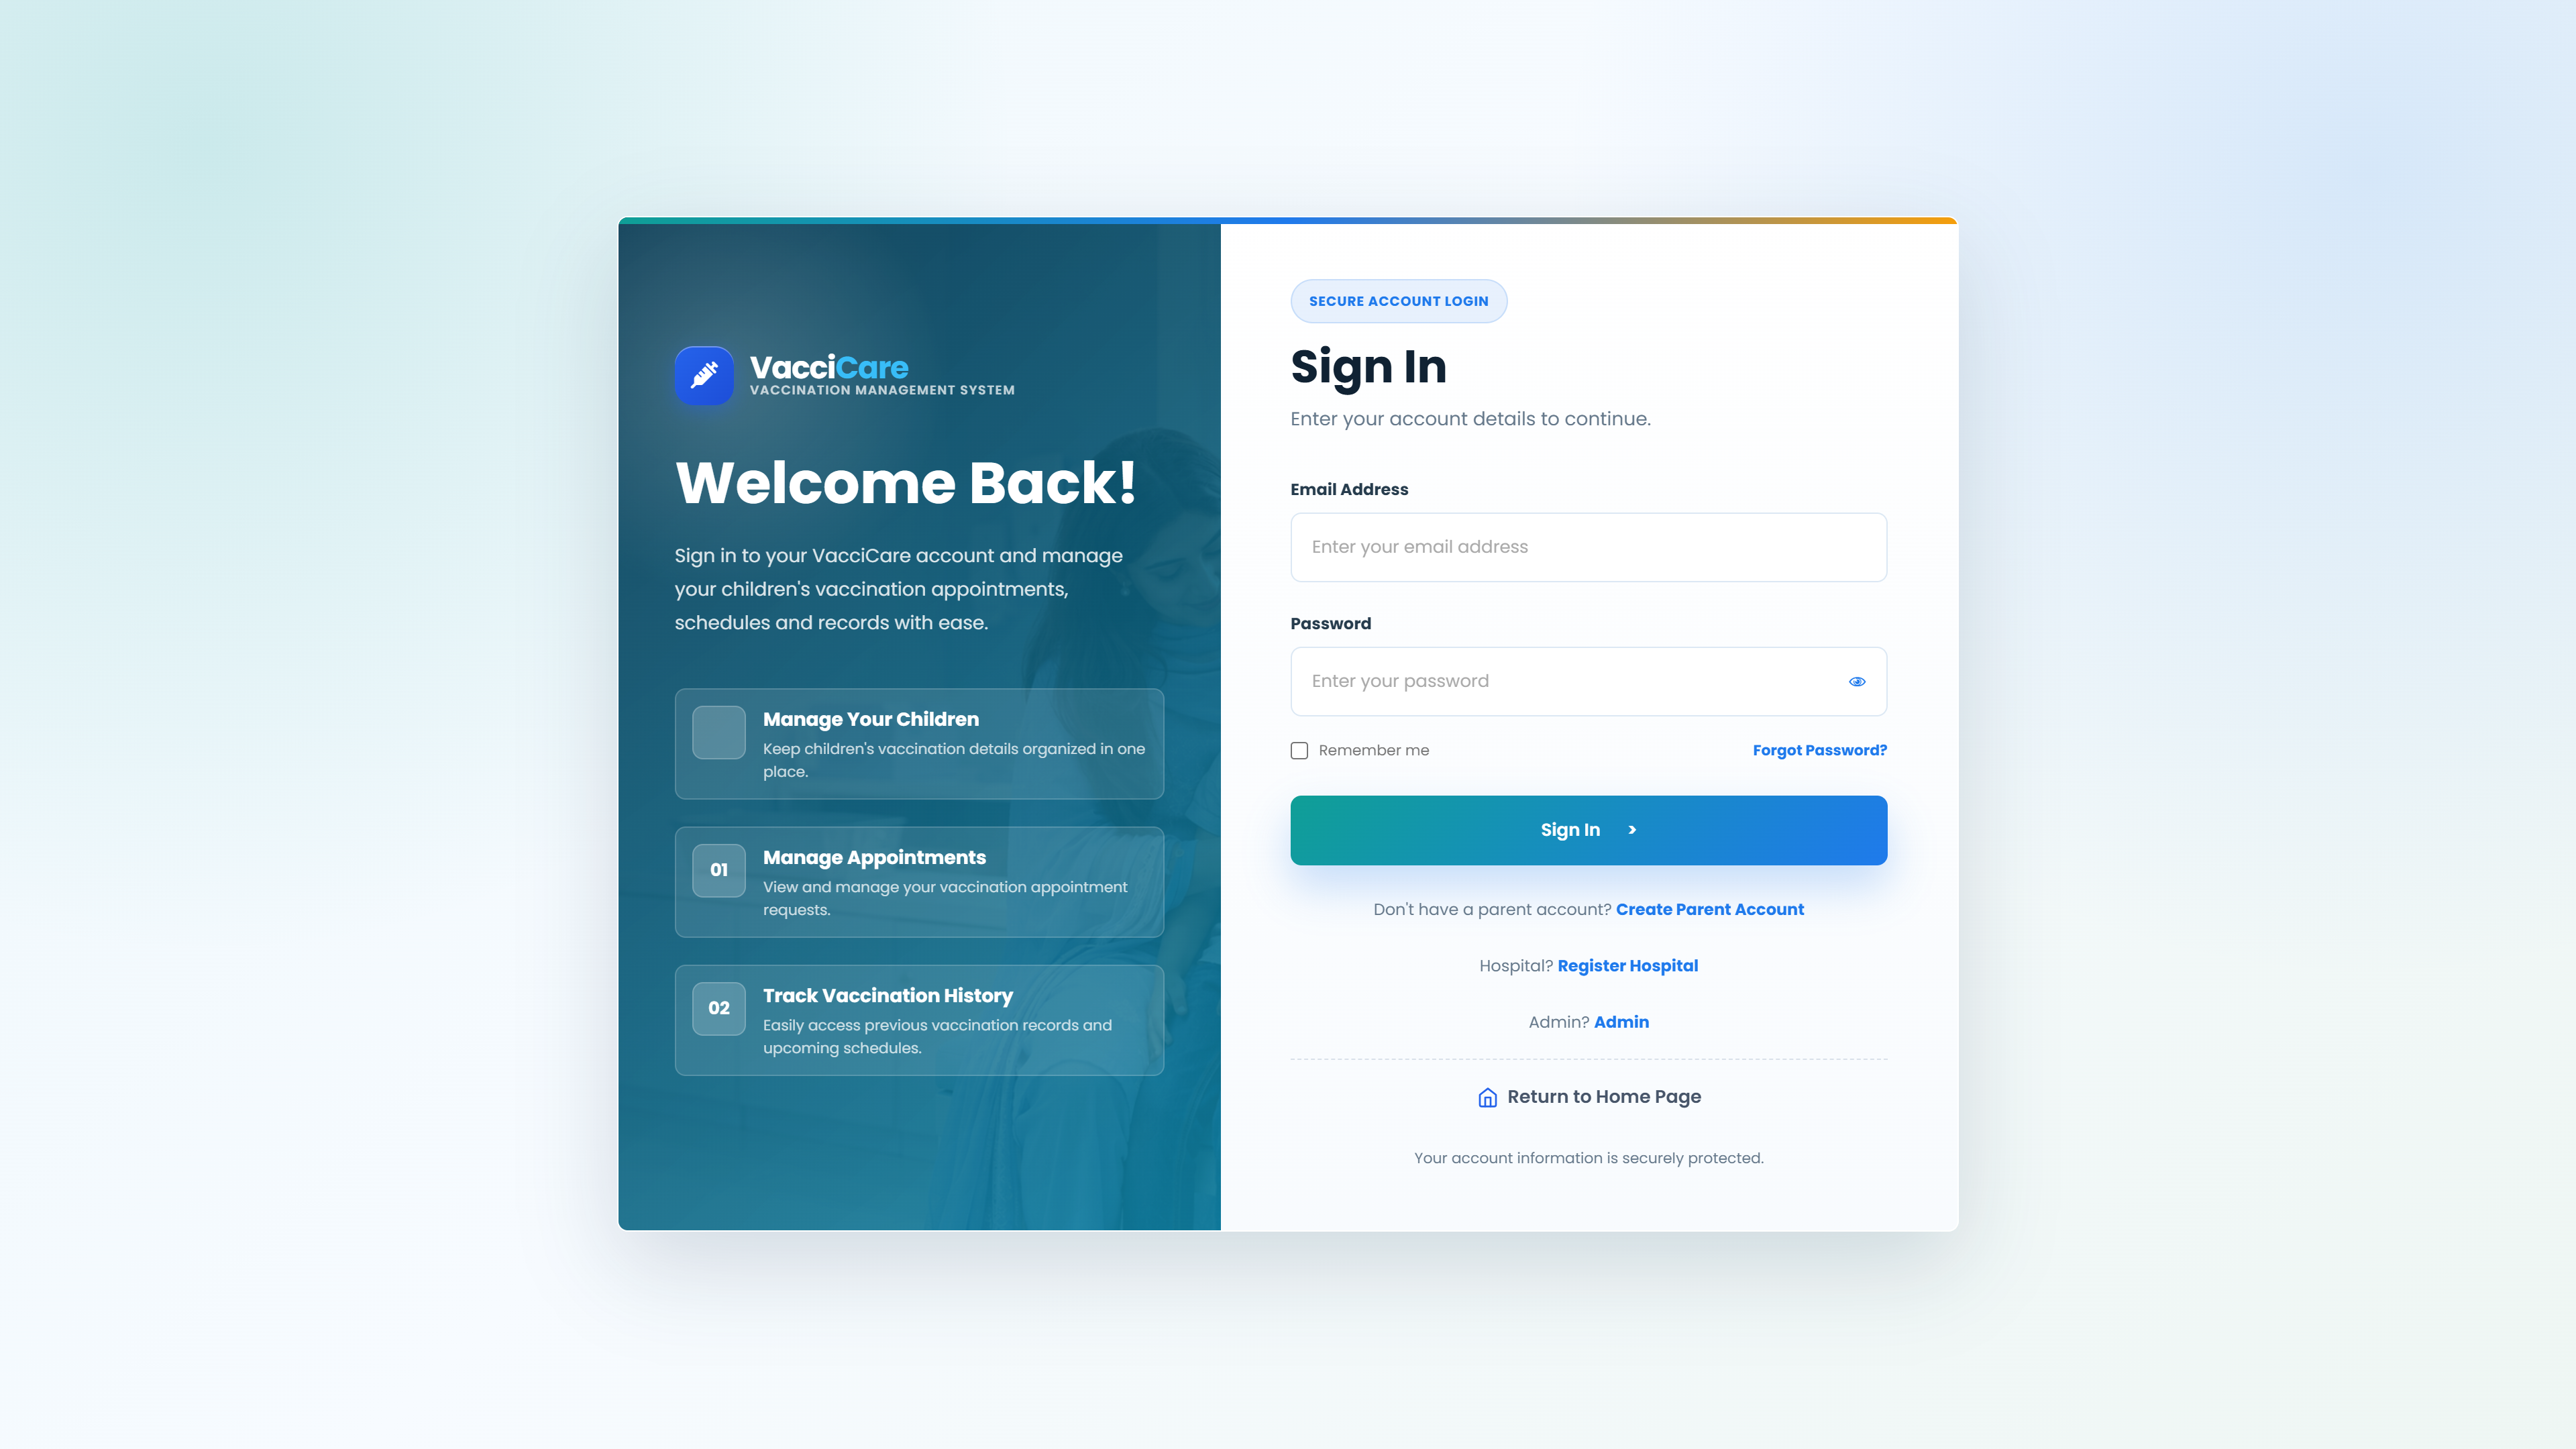 VacciCare
VACCINATION MANAGEMENT SYSTEM
Welcome Back!
Sign in to your VacciCare account and manage
your children's vaccination appointments,
schedules and records with ease.
Manage Your Children
Keep children's vaccination details organized in one
place.
01
Manage Appointments
View and manage your vaccination appointment
requests.
02
Track Vaccination History
Easily access previous vaccination records and
upcoming schedules.
SECURE ACCOUNT LOGIN
Sign In
Enter your account details to continue.
Email Address
Enter your email address
Password
Enter your password
Remember me
Forgot Password?
Sign In
Don't have a parent account? Create Parent Account
Hospital? Register Hospital
Admin? Admin
Return to Home Page
Your account information is securely protected.